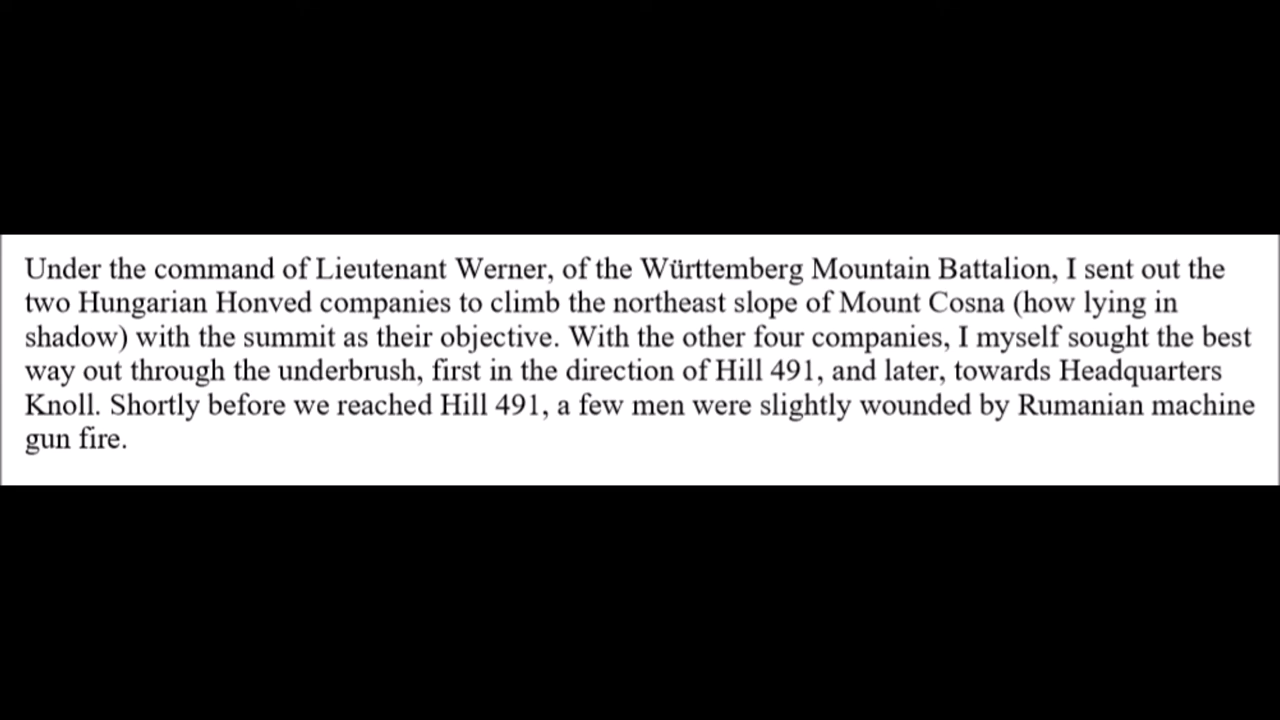 Under the command of Lieutenant Werner, of the Württemberg Mountain Battalion, I sent out the
two Hungarian Honved companies to climb the northeast slope of Mount Cosna (how lying in
shadow) with the summit as their objective. With the other four companies, I myself sought the best
way out through the underbrush, first in the direction of Hill 491, and later, towards Headquarters
Knoll. Shortly before we reached Hill 491, a few men were slightly wounded by Rumanian machine
gun fire.